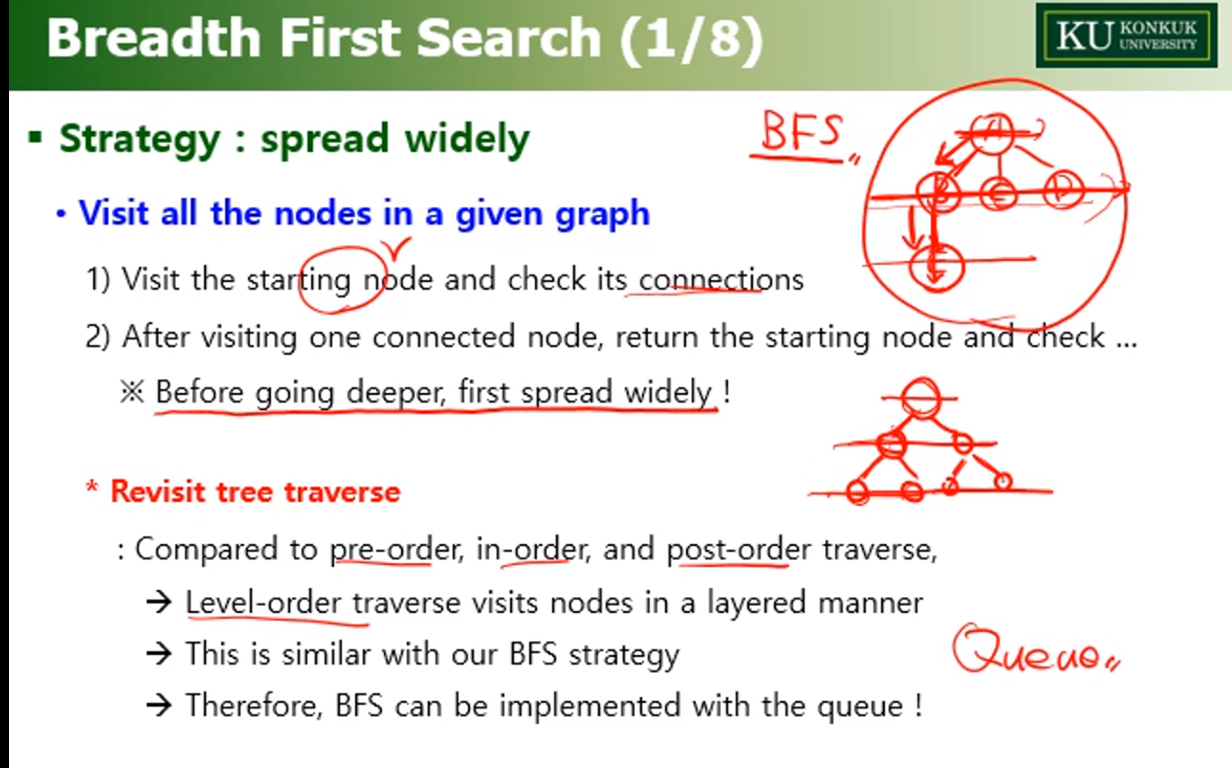 Breadth First Search (1/8)
KU KONKUK
UNIVERSITY
▪ Strategy : spread widely
BFS
A
B C D
E
• Visit all the nodes in a given graph
1) Visit the starting node and check its connections
2) After visiting one connected node, return the starting node and check ...
※ Before going deeper, first spread widely !
* Revisit tree traverse
: Compared to pre-order, in-order, and post-order traverse,
→ Level-order traverse visits nodes in a layered manner
→ This is similar with our BFS strategy
Queue
→ Therefore, BFS can be implemented with the queue !